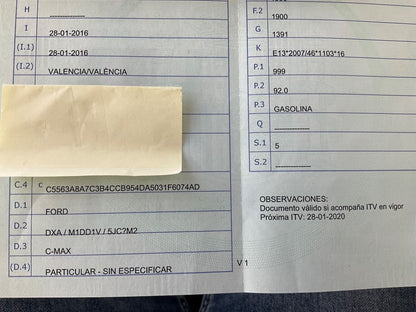 H
--------------
I
28-01-2016
(I.1)
28-01-2016
(I.2)
VALENCIA/VALÈNCIA
C.4 C C5563A8A7C3B4CCB954DA5031F6074AD
D.1
FORD
D.2
DXA / M1DD1V / 5JC?M2
D.3
C-MAX
(D.4)
PARTICULAR - SIN ESPECIFICAR
F.2
1900
G
1391
K
E13*2007/46*1103*16
P.1
999
P.2
92.0
P.3
GASOLINA
Q
--------------
S.1
5
S.2
--------------
OBSERVACIONES:
Documento válido si acompaña ITV en vigor
Próxima ITV: 28-01-2020
V 1